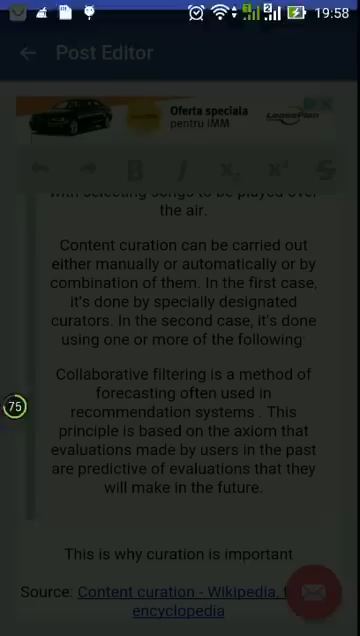 19:58
Post Editor
Oferta speciala
pentru IMM
LeasePlan
B I X₂ X² S
with selecting songs to be played over
the air.
Content curation can be carried out
either manually or automatically or by
combination of them. In the first case,
it's done by specially designated
curators. In the second case, it's done
using one or more of the following
Collaborative filtering is a method of
forecasting often used in
recommendation systems . This
principle is based on the axiom that
evaluations made by users in the past
are predictive of evaluations that they
will make in the future.
75
This is why curation is important
Source: Content curation - Wikipedia,
encyclopedia